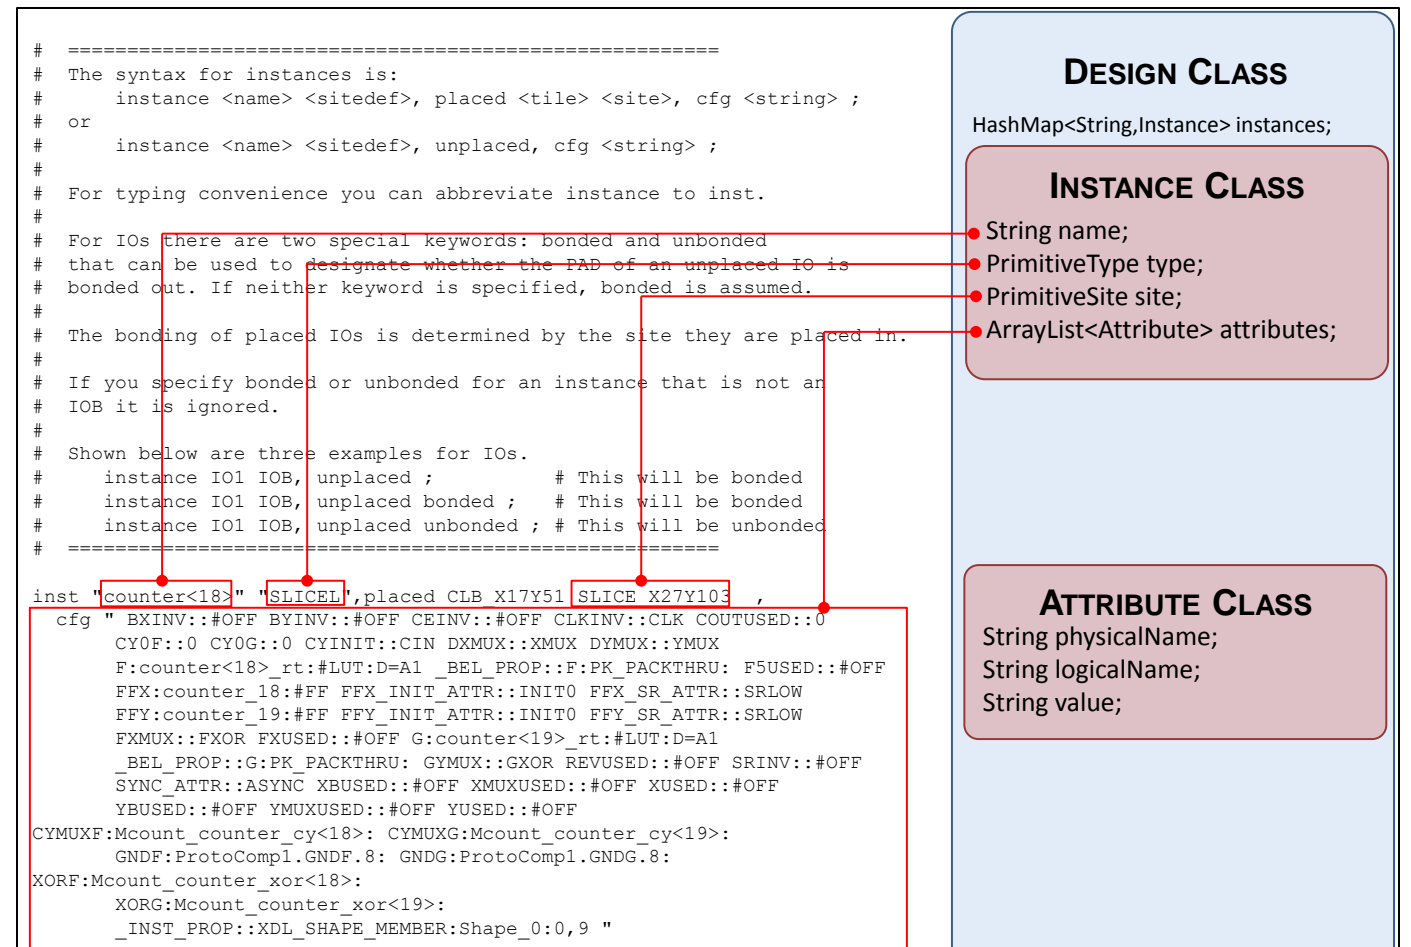 # =======================================================
# The syntax for instances is:
# instance <name> <sitedef>, placed <tile> <site>, cfg <string> ;
# or
# instance <name> <sitedef>, unplaced, cfg <string> ;
#
# For typing convenience you can abbreviate instance to inst.
#
# For IOs there are two special keywords: bonded and unbonded
# that can be used to designate whether the PAD of an unplaced IO is
# bonded out. If neither keyword is specified, bonded is assumed.
#
# The bonding of placed IOs is determined by the site they are placed in.
#
# If you specify bonded or unbonded for an instance that is not an
# IOB it is ignored.
#
# Shown below are three examples for IOs.
# instance IO1 IOB, unplaced ; # This will be bonded
# instance IO1 IOB, unplaced bonded ; # This will be bonded
# instance IO1 IOB, unplaced unbonded ; # This will be unbonded
# =======================================================
inst "counter<18>" "SLICEL",placed CLB_X17Y51 SLICE_X27Y103 ,
cfg " BXINV::#OFF BYINV::#OFF CEINV::#OFF CLKINV::CLK COUTUSED::0
CY0F::0 CY0G::0 CYINIT::CIN DXMUX::XMUX DYMUX::YMUX
F:counter<18>_rt:#LUT:D=A1 _BEL_PROP::F:PK_PACKTHRU: F5USED::#OFF
FFX:counter_18:#FF FFX_INIT_ATTR::INIT0 FFX_SR_ATTR::SRLOW
FFY:counter_19:#FF FFY_INIT_ATTR::INIT0 FFY_SR_ATTR::SRLOW
FXMUX::FXOR FXUSED::#OFF G:counter<19>_rt:#LUT:D=A1
_BEL_PROP::G:PK_PACKTHRU: GYMUX::GXOR REVUSED::#OFF SRINV::#OFF
SYNC_ATTR::ASYNC XBUSED::#OFF XMUXUSED::#OFF XUSED::#OFF
YBUSED::#OFF YMUXUSED::#OFF YUSED::#OFF
CYMUXF:Mcount_counter_cy<18>: CYMUXG:Mcount_counter_cy<19>:
GNDF:ProtoComp1.GNDF.8: GNDG:ProtoComp1.GNDG.8:
XORF:Mcount_counter_xor<18>:
XORG:Mcount_counter_xor<19>:
_INST_PROP::XDL_SHAPE_MEMBER:Shape_0:0,9 "
DESIGN CLASS
HashMap<String,Instance> instances;
INSTANCE CLASS
String name;
PrimitiveType type;
PrimitiveSite site;
ArrayList<Attribute> attributes;
ATTRIBUTE CLASS
String physicalName;
String logicalName;
String value;